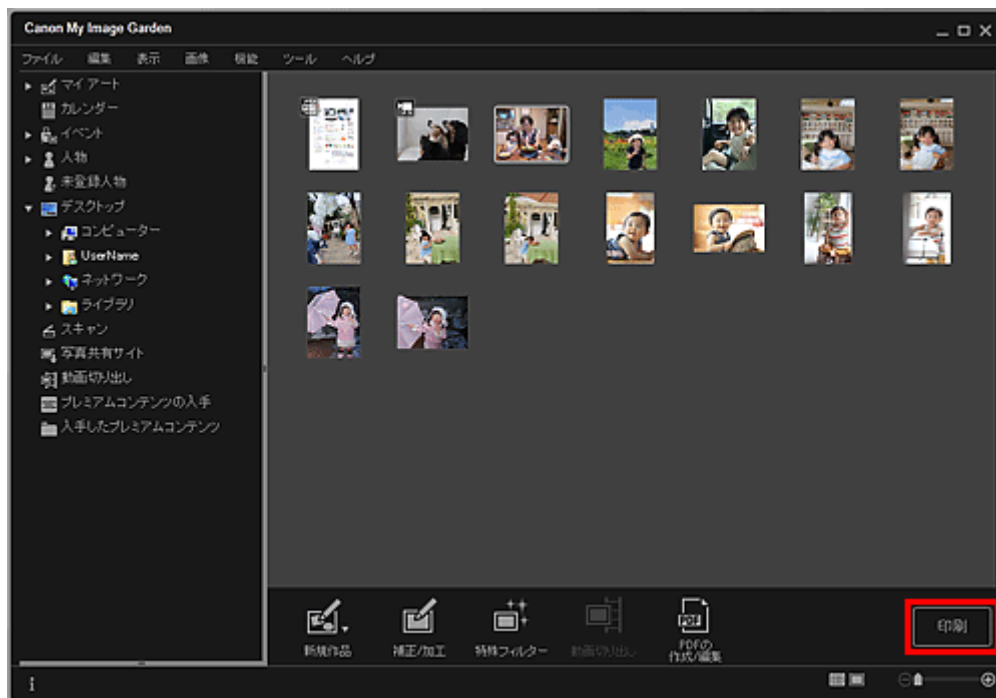 Canon My Image Garden
ファイル 編集 表示 画像 機能 ツール ヘルプ
マイ アート
カレンダー
イベント
人物
未登録人物
デスクトップ
コンピューター
UserName
ネットワーク
ライブラリ
スキャン
写真共有サイト
動画切り出し
プレミアムコンテンツの入手
入手したプレミアムコンテンツ
新規作品 補正/加工 特殊フィルター 動画切り出し PDFの
作成/編集
印刷